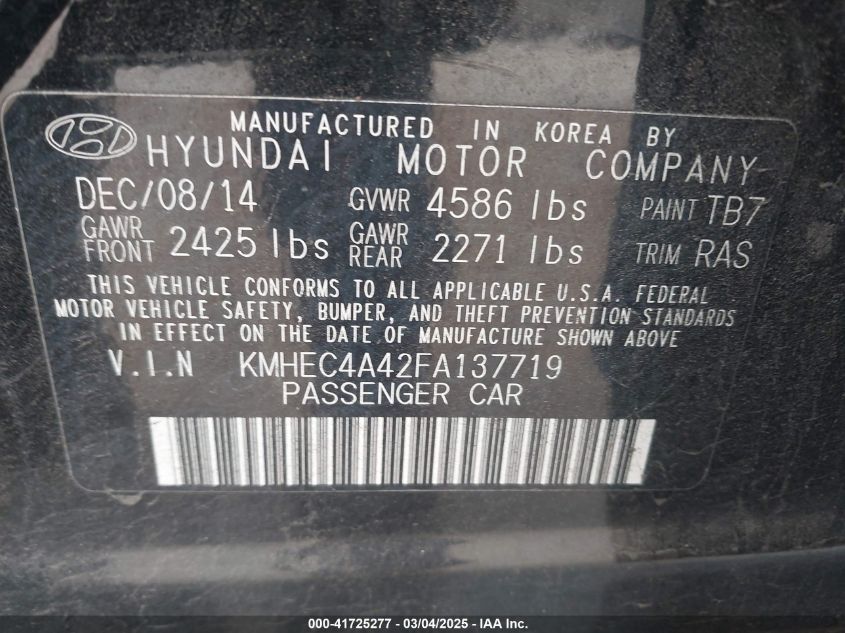 MANUFACTURED IN KOREA BY
HYUNDAI MOTOR COMPANY
DEC/08/14 GVWR 4586 lbs PAINT TB7
GAWR FRONT 2425 lbs GAWR REAR 2271 lbs TRIM RAS
THIS VEHICLE CONFORMS TO ALL APPLICABLE U.S.A. FEDERAL
MOTOR VEHICLE SAFETY, BUMPER, AND THEFT PREVENTION STANDARDS
IN EFFECT ON THE DATE OF MANUFACTURE SHOWN ABOVE
V.I.N KMHEC4A42FA137719
PASSENGER CAR
000-41725277 - 03/04/2025 - IAA Inc.